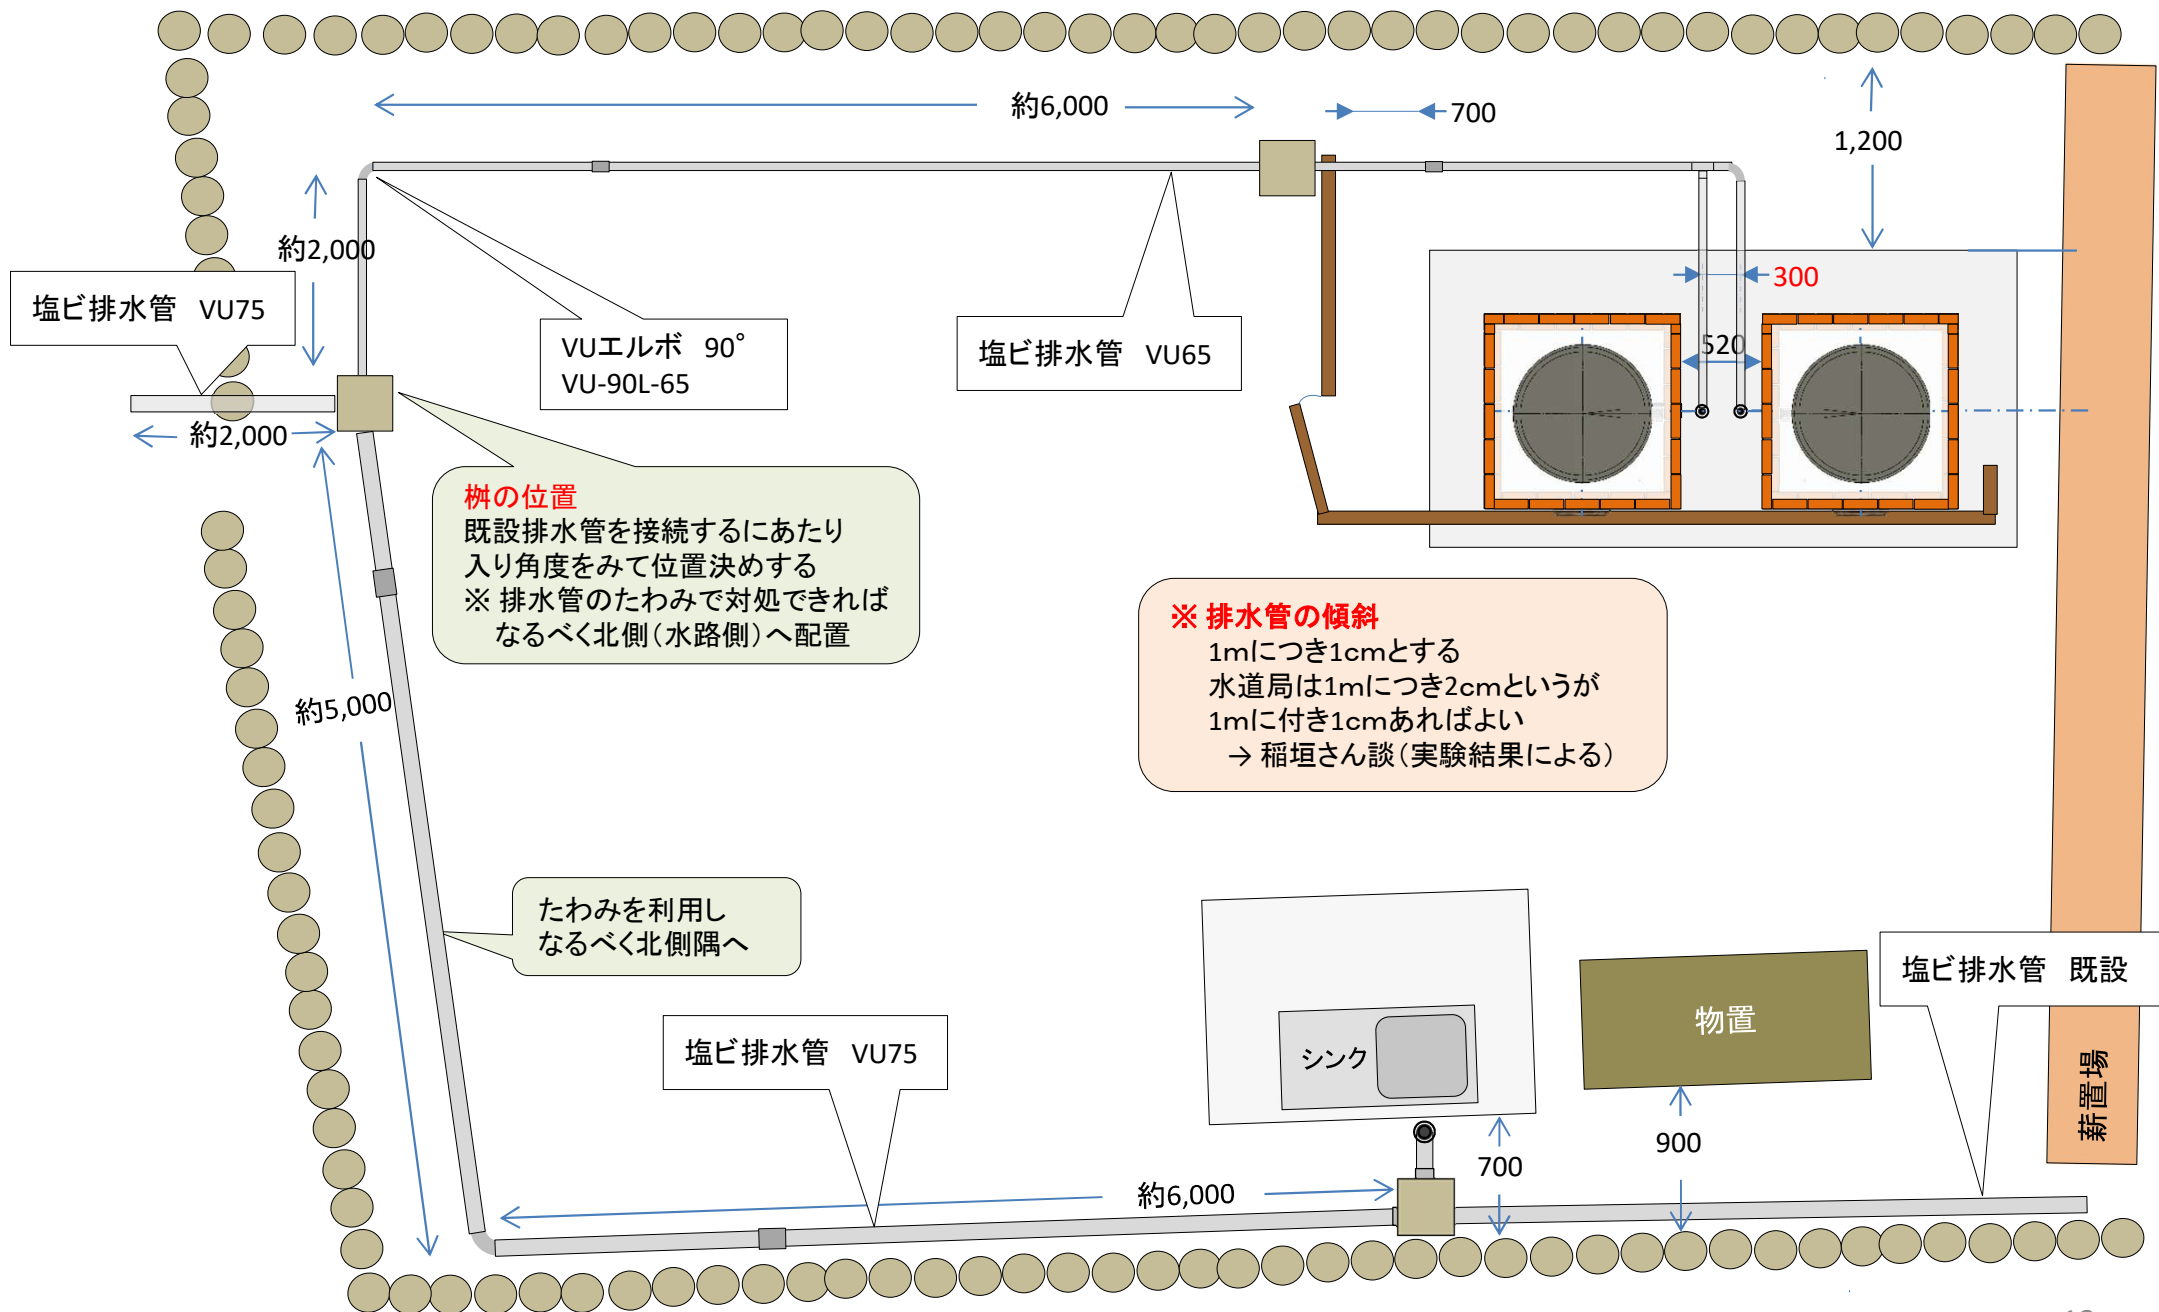 約6,000
700
1,200
約2,000
300
塩ビ排水管　VU75
VUエルボ　90°
VU-90L-65
塩ビ排水管　VU65
520
約2,000
桝の位置
既設排水管を接続するにあたり
入り角度をみて位置決めする
※ 排水管のたわみで対処できれば
なるべく北側（水路側）へ配置
※ 排水管の傾斜
1mにつき1cmとする
水道局は1mにつき2cmというが
1mに付き1cmあればよい
→ 稲垣さん談（実験結果による）
約5,000
たわみを利用し
なるべく北側隅へ
塩ビ排水管　既設
物置
シンク
塩ビ排水管　VU75
薪置場
900
700
約6,000